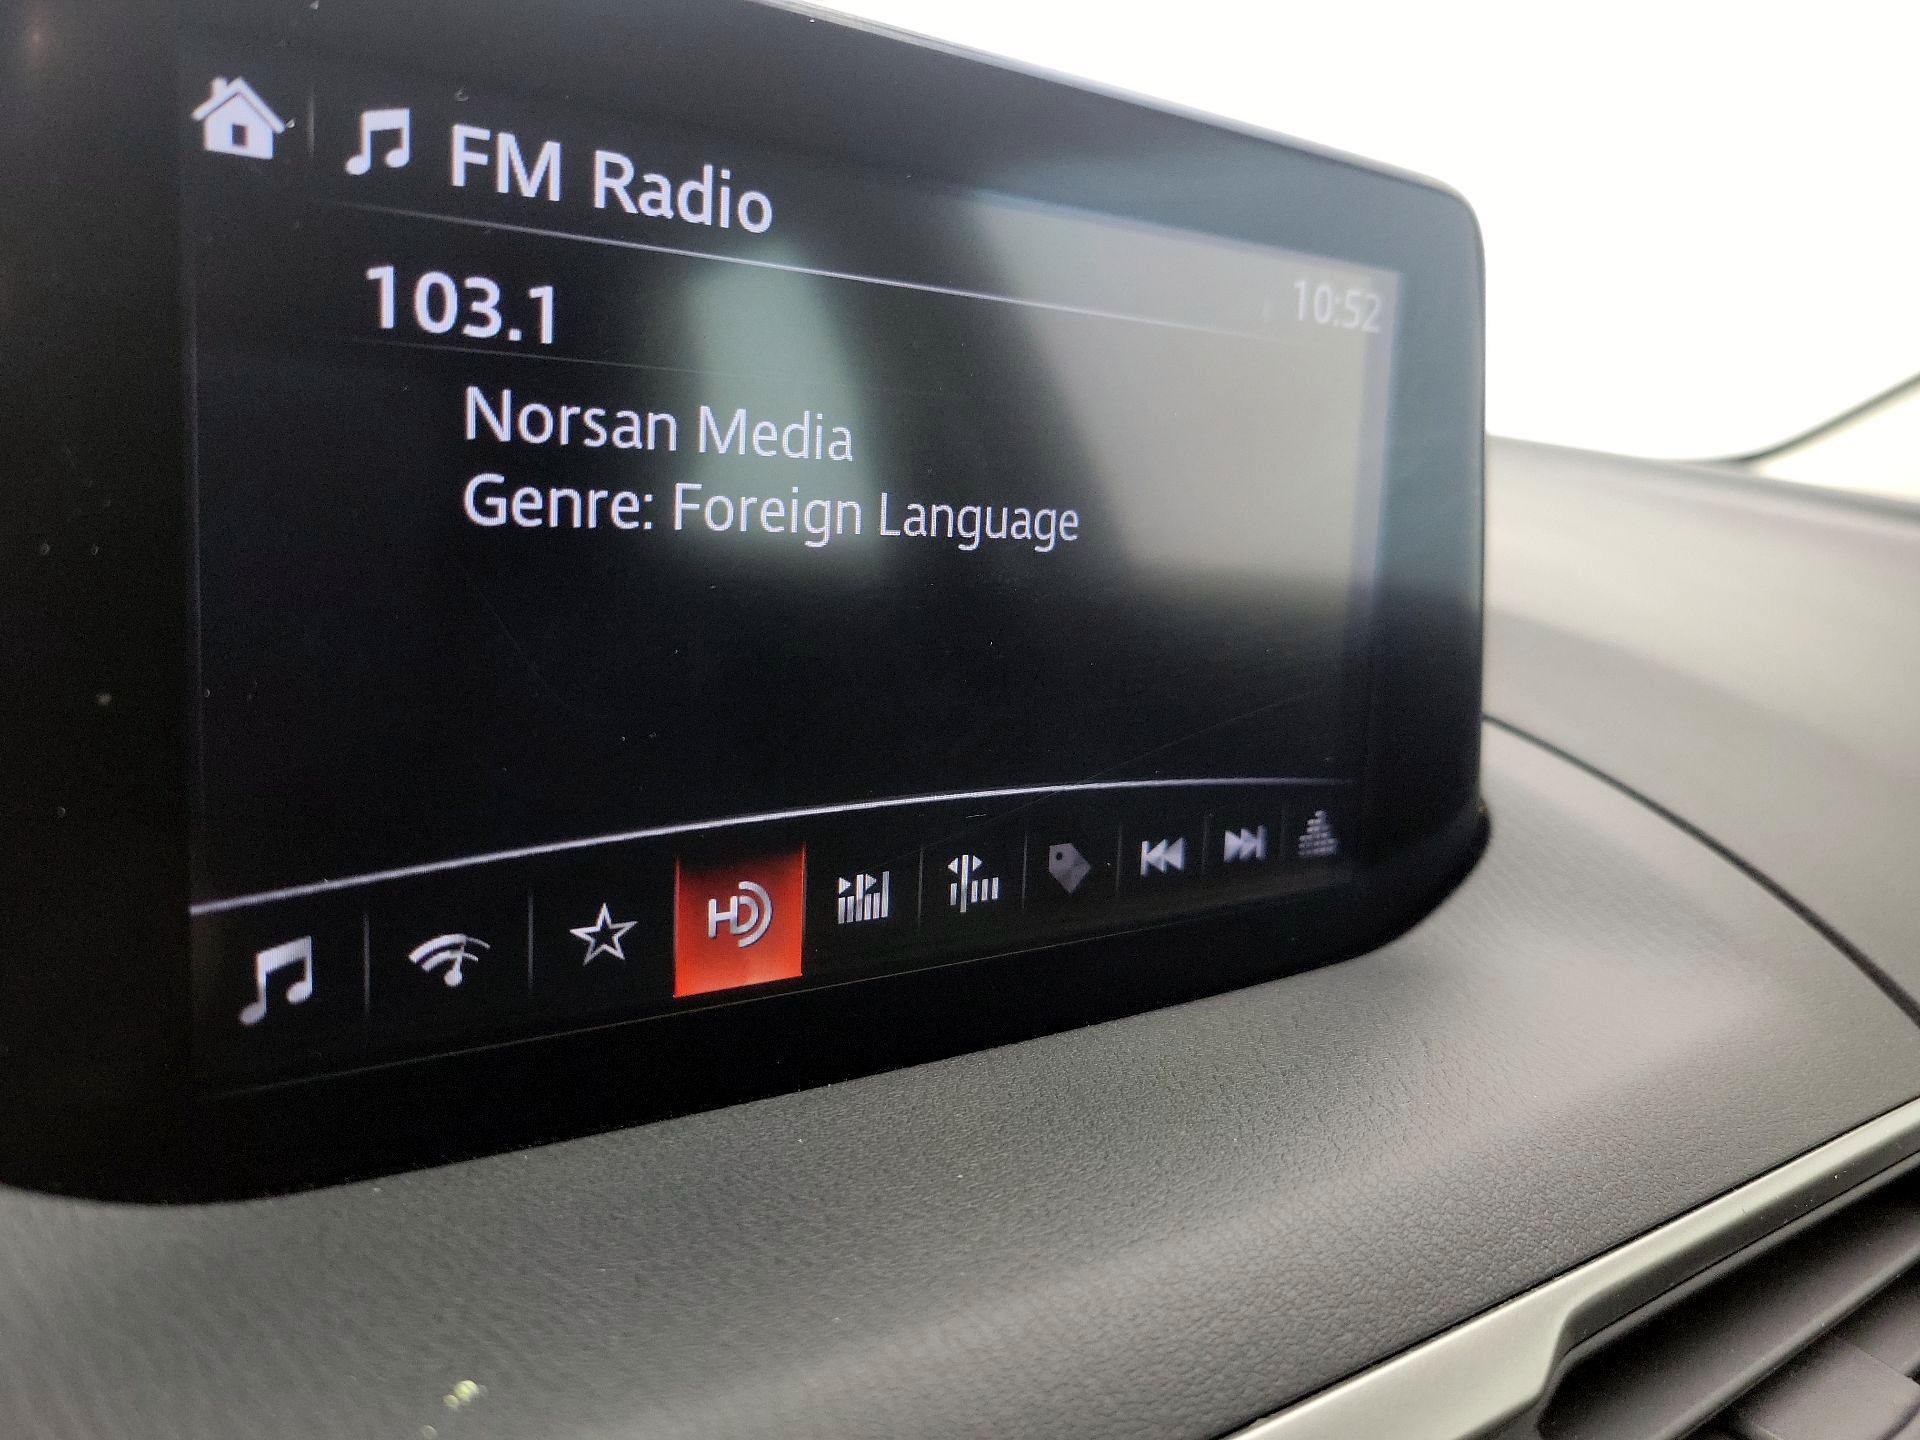 FM Radio
10:52
103.1
Norsan Media
Genre: Foreign Language
HD